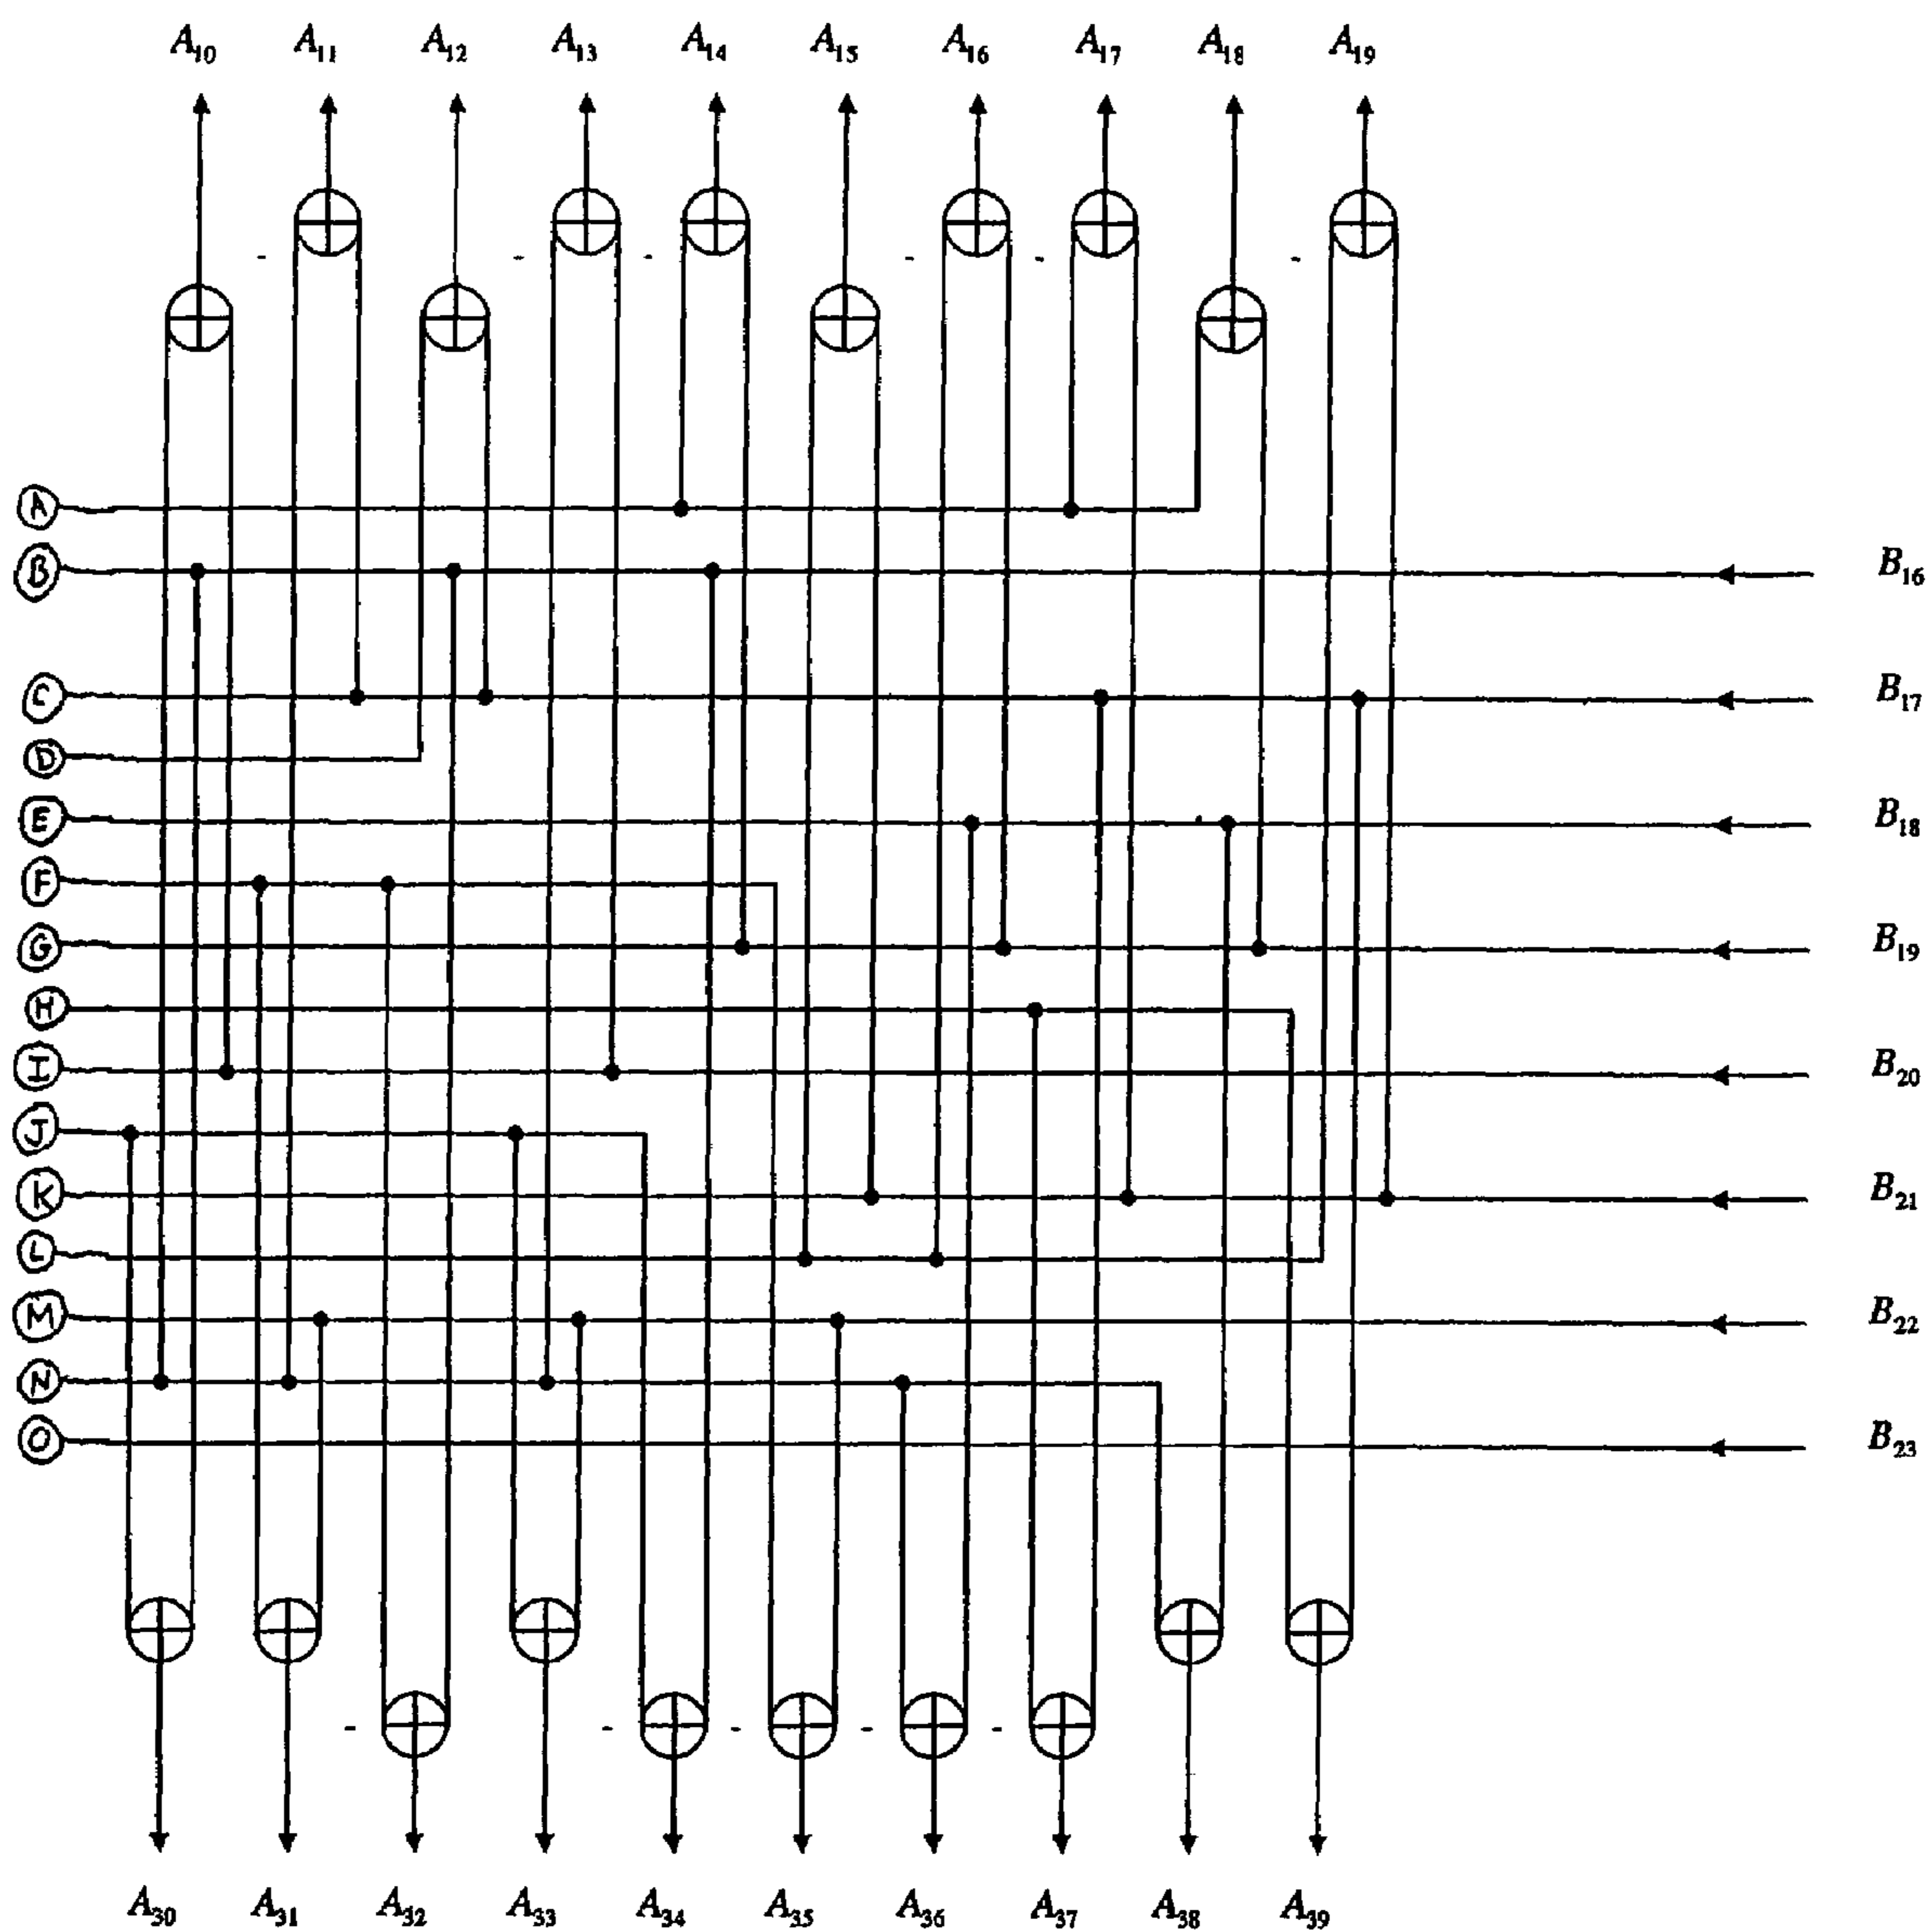 A₁₀ A₁₁ A₁₂ A₁₃ A₁₄ A₁₅ A₁₆ A₁₇ A₁₈ A₁₉
A
B B₁₆
C B₁₇
D
E B₁₈
F
G B₁₉
H
I B₂₀
J
K B₂₁
L
M B₂₂
N
O B₂₃
A₃₀ A₃₁ A₃₂ A₃₃ A₃₄ A₃₅ A₃₆ A₃₇ A₃₈ A₃₉